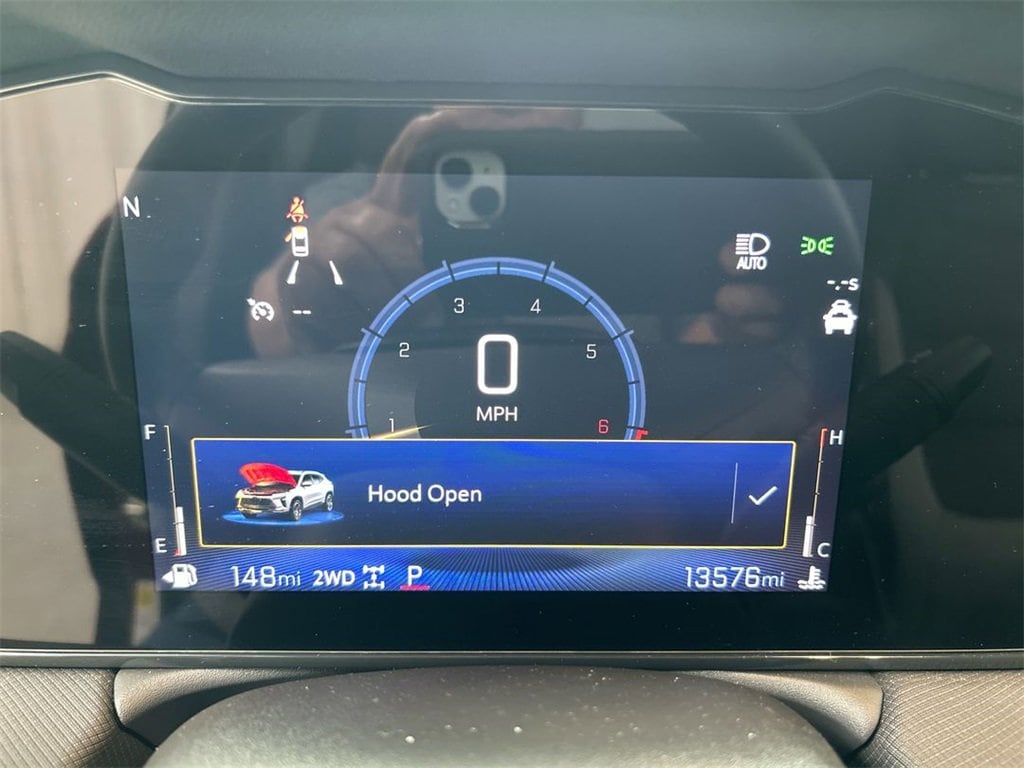 N
AUTO
-.-s
--
3 4
2 5
0
1 6
MPH
F H
Hood Open
E C
148mi 2WD P 13576mi